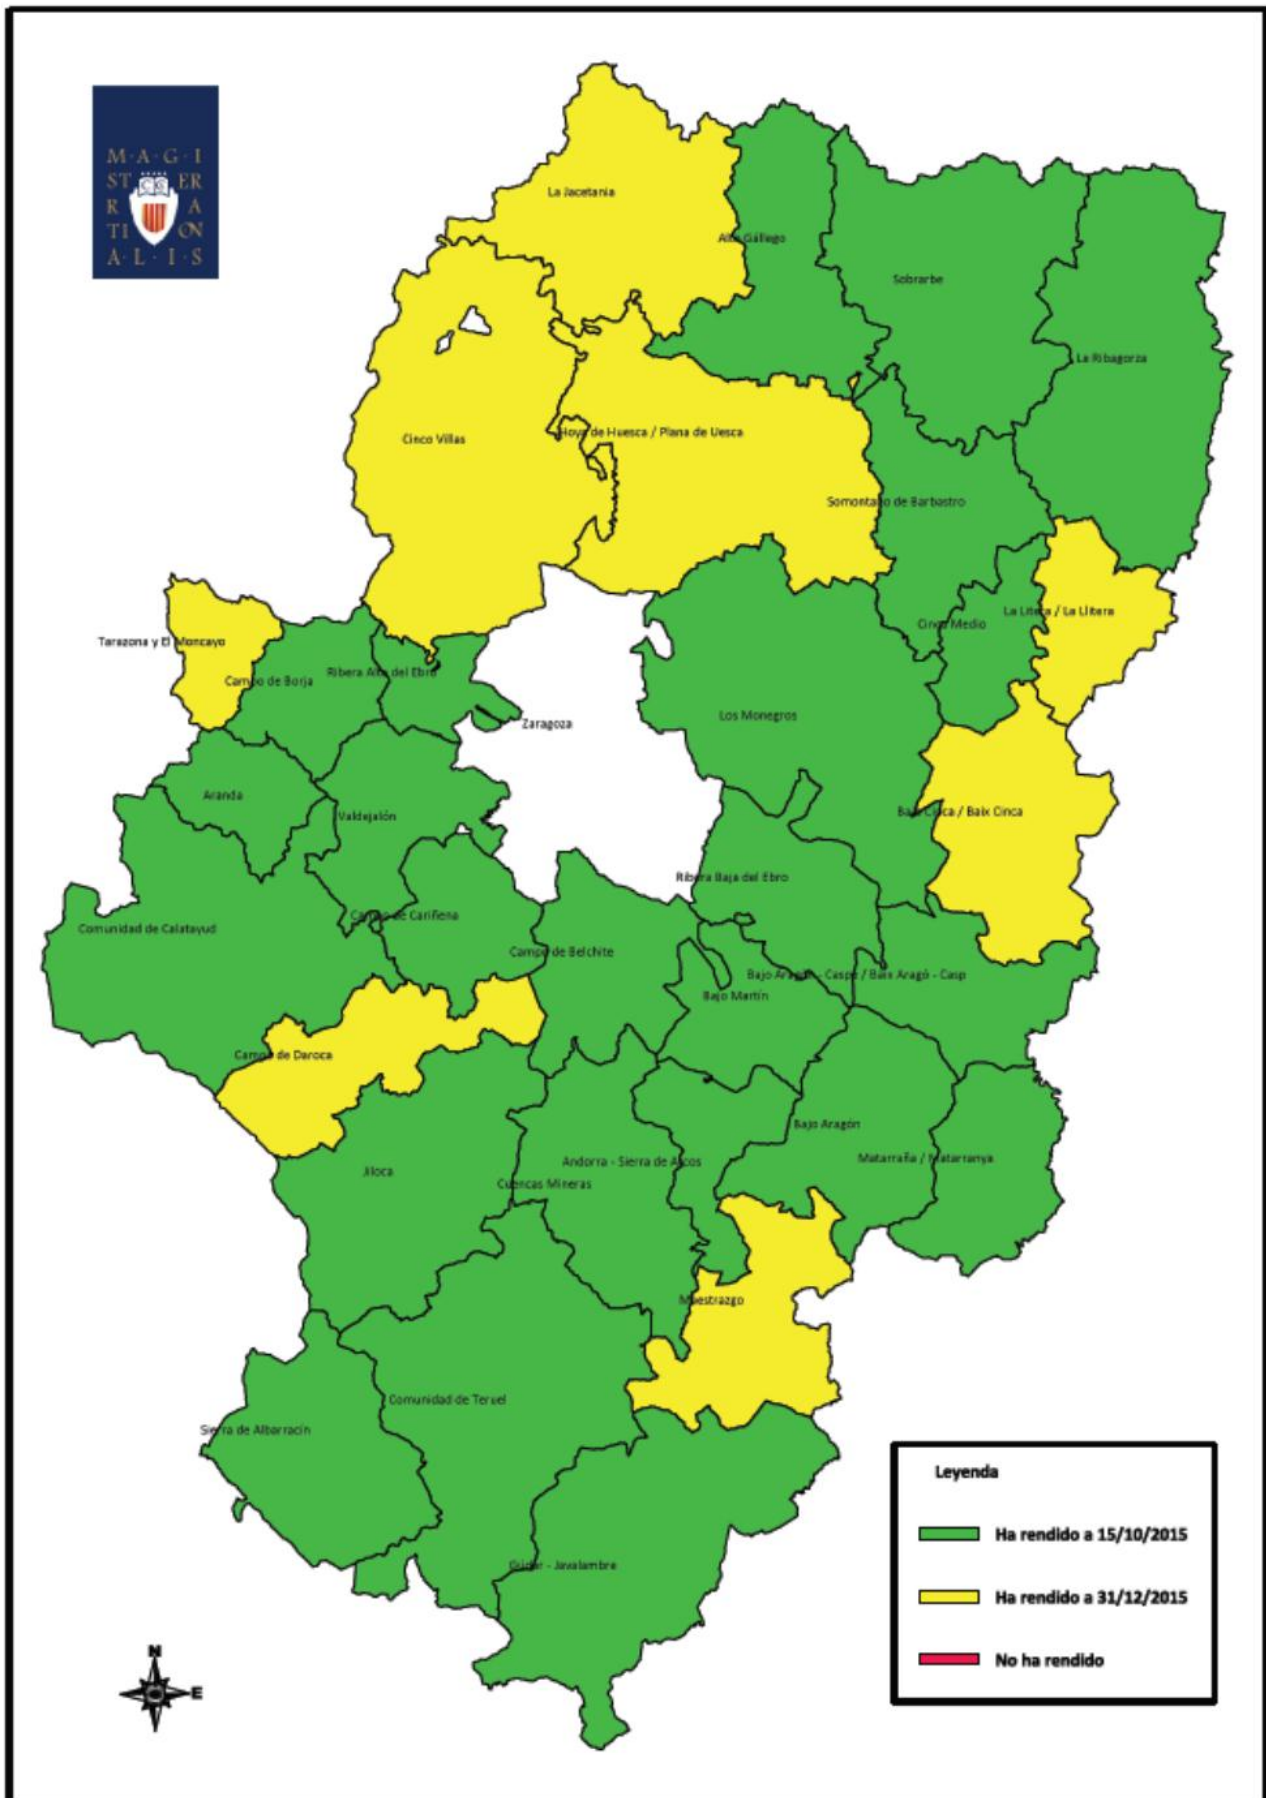 M·A·G·I
ST ER
R A
TI ON
A·L·I·S
La Jacetania
Alto Gállego
Sobrarbe
La Ribagorza
Cinco Villas
Hoya de Huesca / Plana de Uesca
Somontano de Barbastro
La Litera / La Llitera
Cinca Medio
Tarazona y El Moncayo
Ribera Alta del Ebro
Campo de Borja
Los Monegros
Zaragoza
Aranda
Valdejalón
Bajo Cinca / Baix Cinca
Ribera Baja del Ebro
Campo de Cariñena
Comunidad de Calatayud
Campo de Belchite
Bajo Aragón - Caspe / Baix Aragó - Casp
Bajo Martín
Campo de Daroca
Bajo Aragón
Matarraña / Matarranya
Andorra - Sierra de Arcos
Jiloca
Cuencas Mineras
Maestrazgo
Comunidad de Teruel
Sierra de Albarracín
Gúdar - Javalambre
Leyenda
Ha rendido a 15/10/2015
Ha rendido a 31/12/2015
No ha rendido
N
E